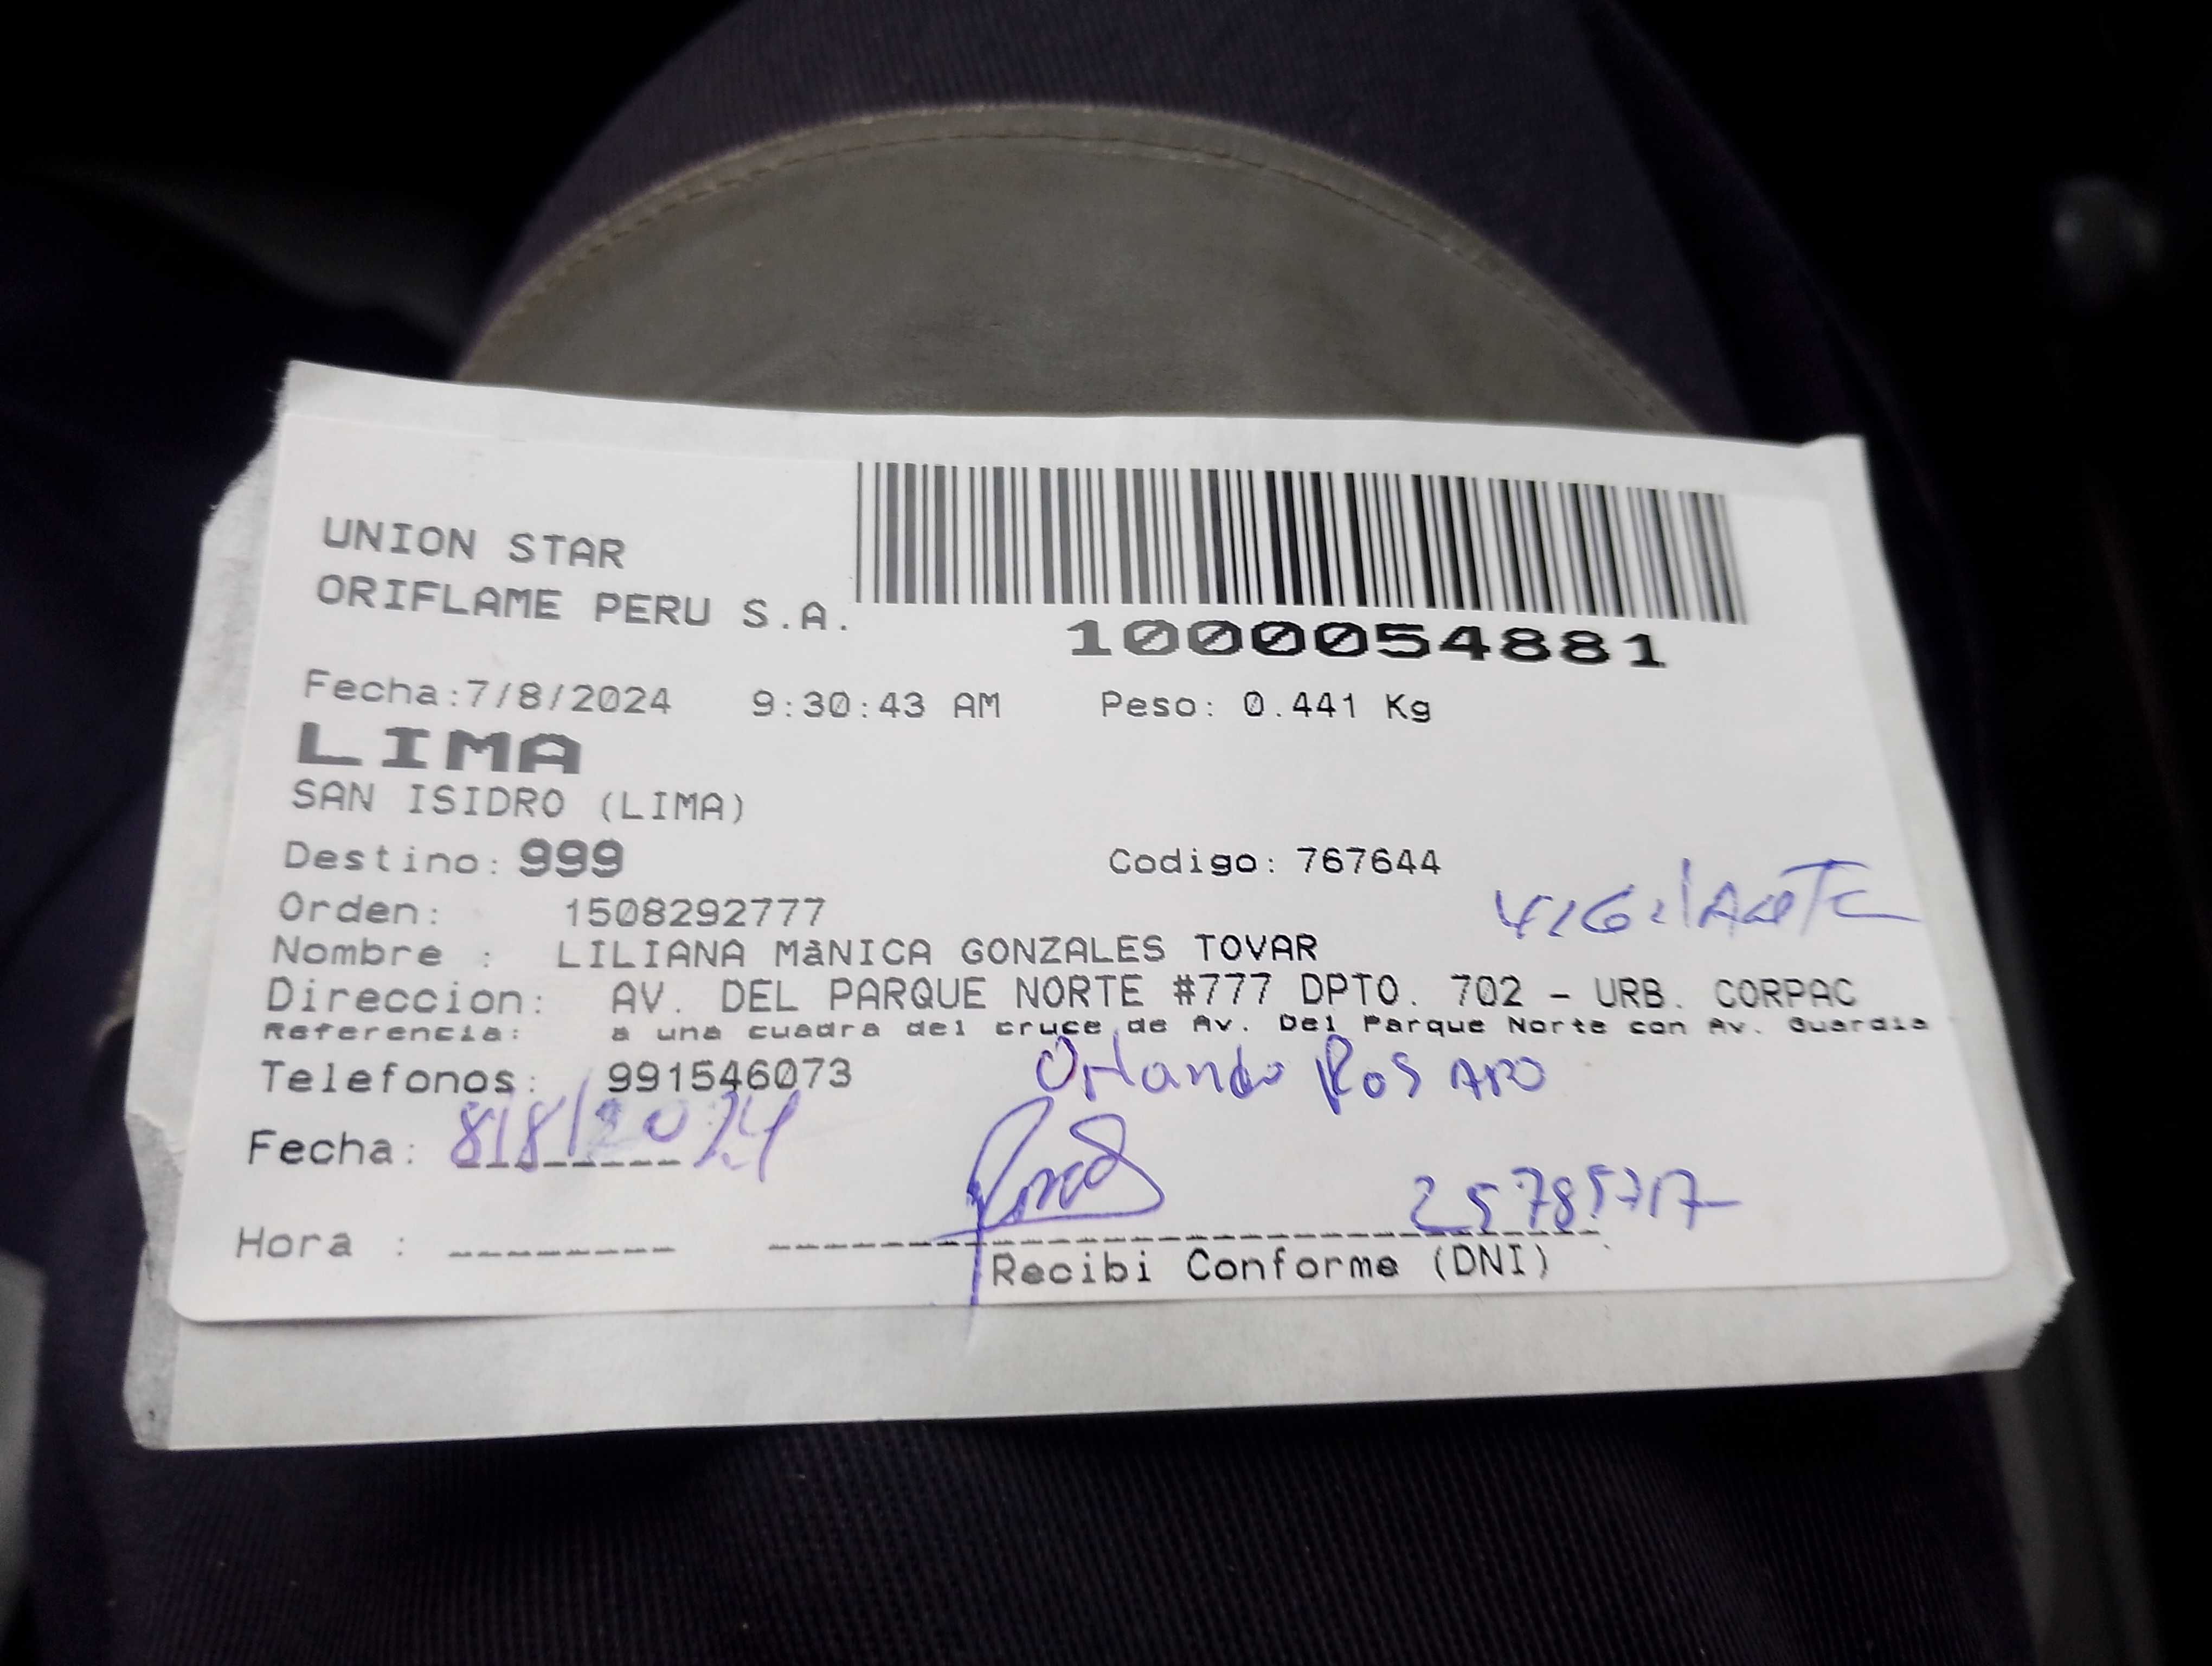 UNION STAR
ORIFLAME PERU S.A.
1000054881
Fecha:7/8/2024 9:30:43 AM Peso: 0.441 Kg
LIMA
SAN ISIDRO (LIMA)
Destino: 999 Codigo: 767644
Orden: 1508292777
Nombre : LILIANA MàNICA GONZALES TOVAR
Direccion: AV. DEL PARQUE NORTE #777 DPTO. 702 - URB. CORPAC
Referencia: a una cuadra del cruce de Av. Del Parque Norte con Av. Guardia
Telefonos: 991546073 Orlando
Fecha: 8/8/2024
Hora :
Recibi Conforme (DNI)